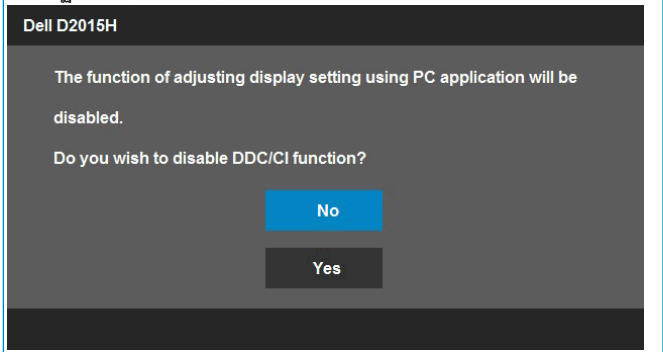 Dell D2015H
The function of adjusting display setting using PC application will be
disabled.
Do you wish to disable DDC/CI function?
No
Yes